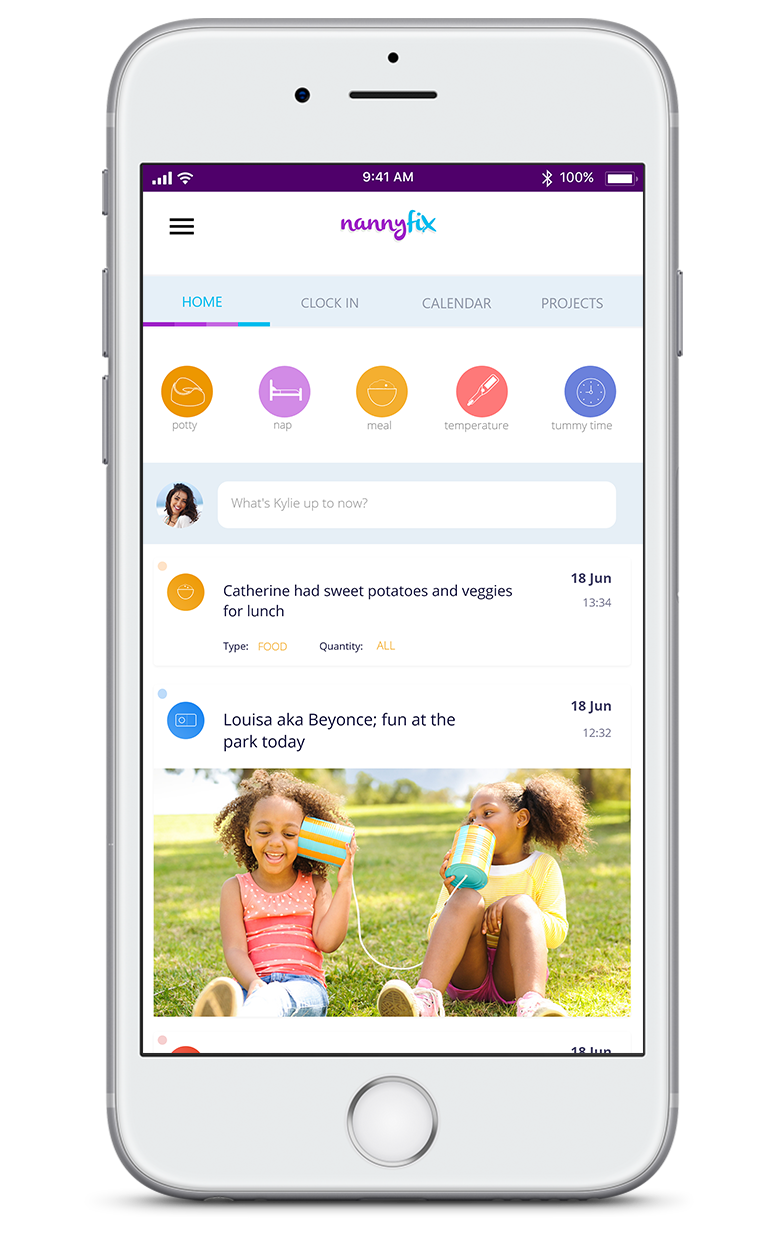 9:41 AM 100%
nannyfix
HOME CLOCK IN CALENDAR PROJECTS
potty nap meal temperature tummy time
What's Kylie up to now?
Catherine had sweet potatoes and veggies
for lunch
18 Jun
13:34
Type: FOOD Quantity: ALL
Louisa aka Beyonce; fun at the
park today
18 Jun
12:32
18 Jun